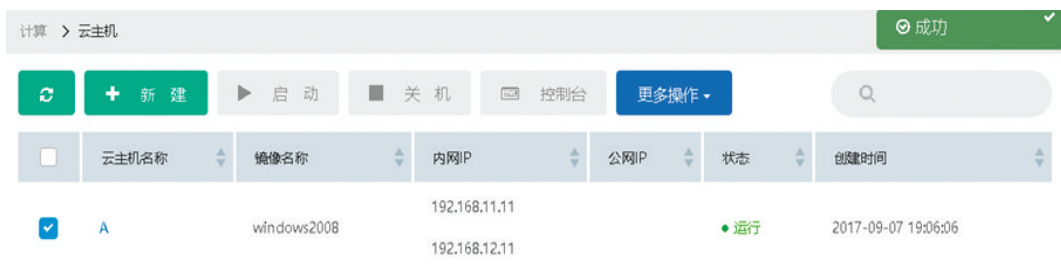 计算 > 云主机
成功
新 建 启 动 关 机 控制台 更多操作
云主机名称 镜像名称 内网IP 公网IP 状态 创建时间
192.168.11.11
A windows2008 运行 2017-09-07 19:06:06
192.168.12.11